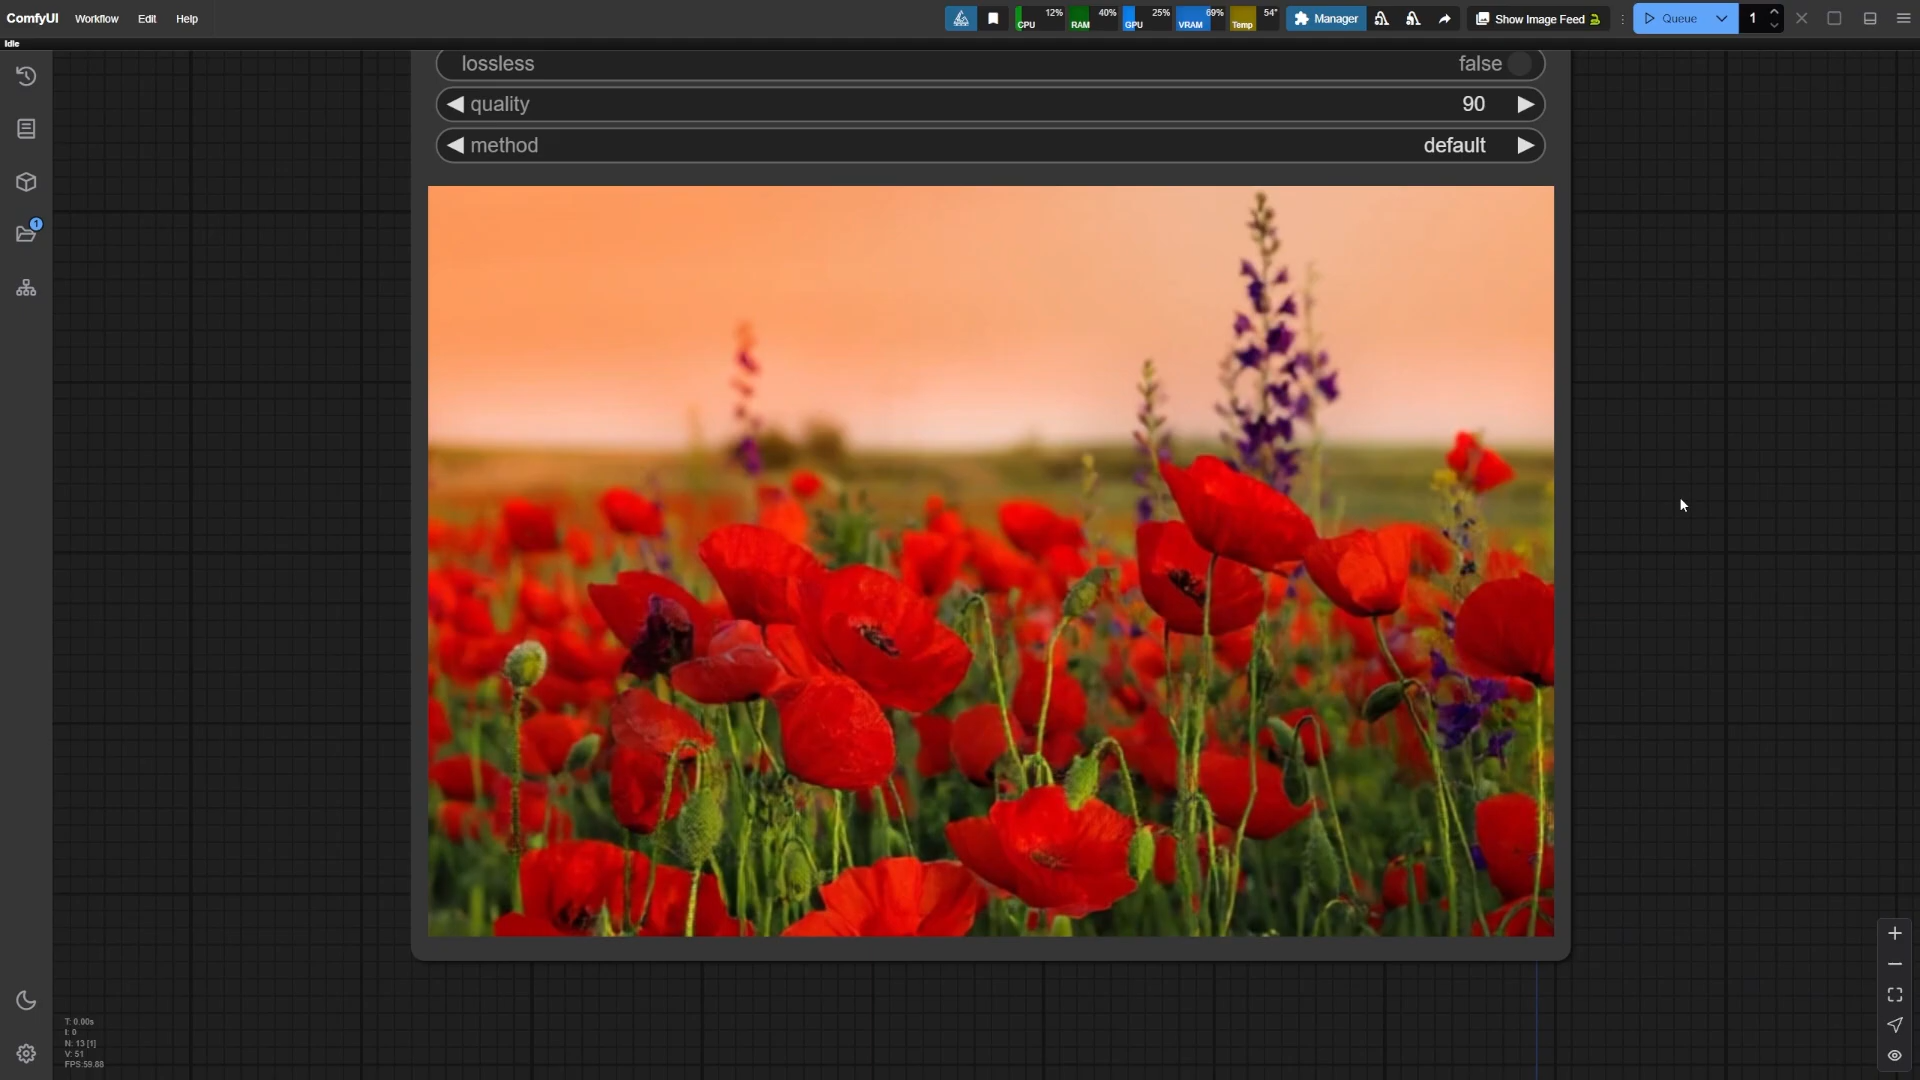 ComfyUI Workflow Edit Help
CPU 12% RAM 40% GPU 25% VRAM 69% Temp 54° Manager Show Image Feed Queue 1
Idle
lossless false
quality 90
method default
1
T: 0.00s
I: 0
N: 13 [1]
V: 51
FPS:59.88